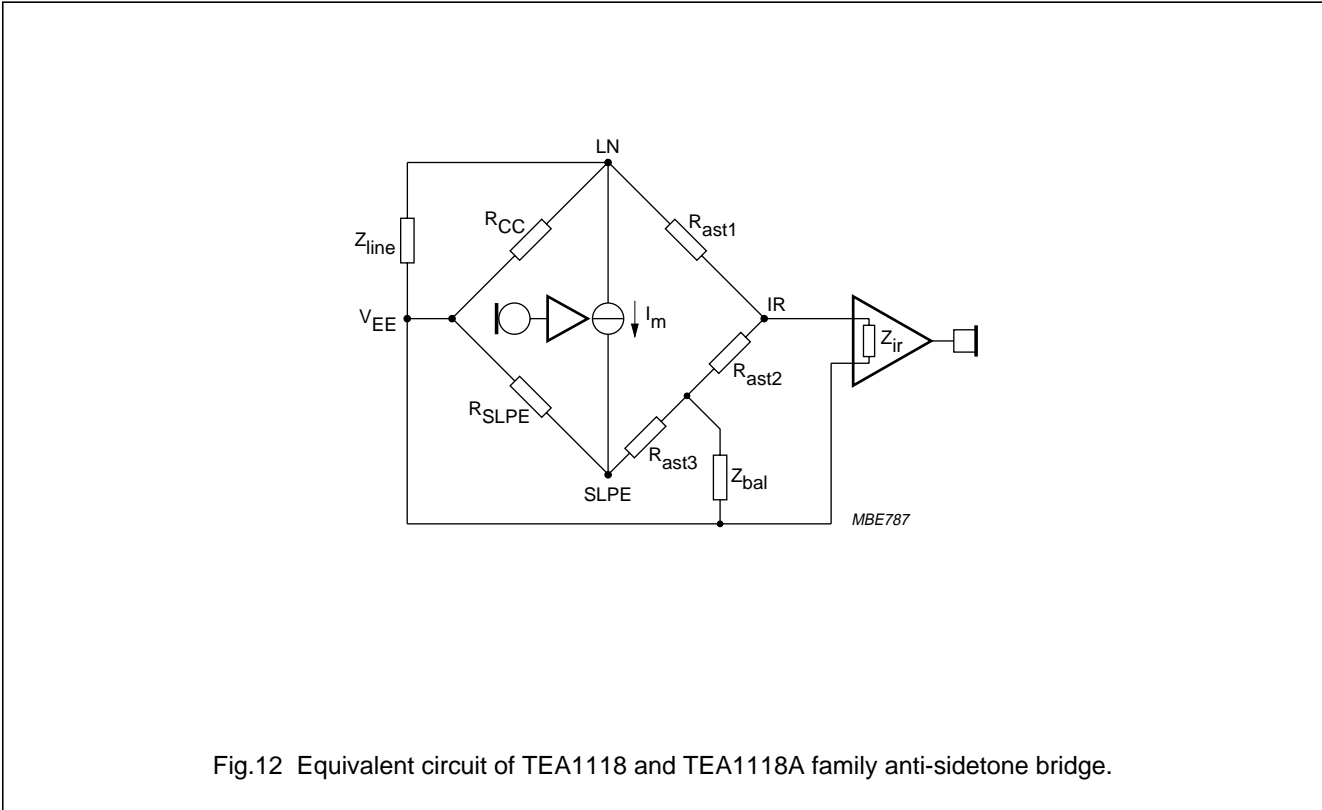 LN
R_CC
R_ast1
Z_line
V_EE
I_m
IR
Z_ir
R_ast2
R_SLPE
R_ast3
Z_bal
SLPE
MBE787
Fig.12 Equivalent circuit of TEA1118 and TEA1118A family anti-sidetone bridge.